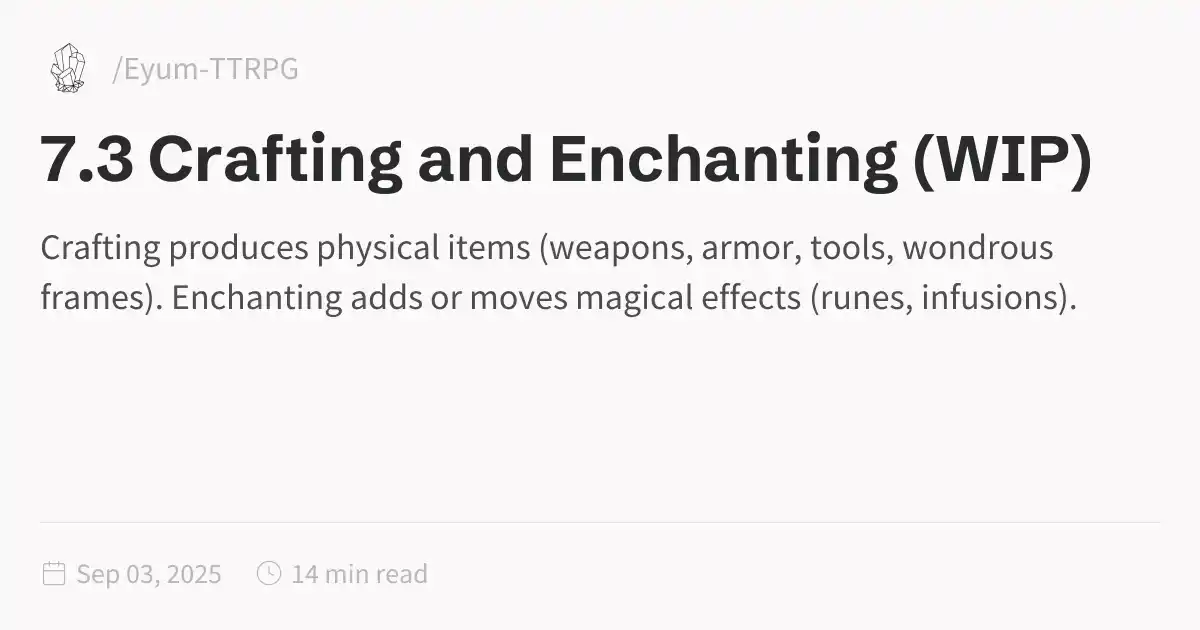 /Eyum-TTRPG
7.3 Crafting and Enchanting (WIP)
Crafting produces physical items (weapons, armor, tools, wondrous
frames). Enchanting adds or moves magical effects (runes, infusions).
Sep 03, 2025 14 min read